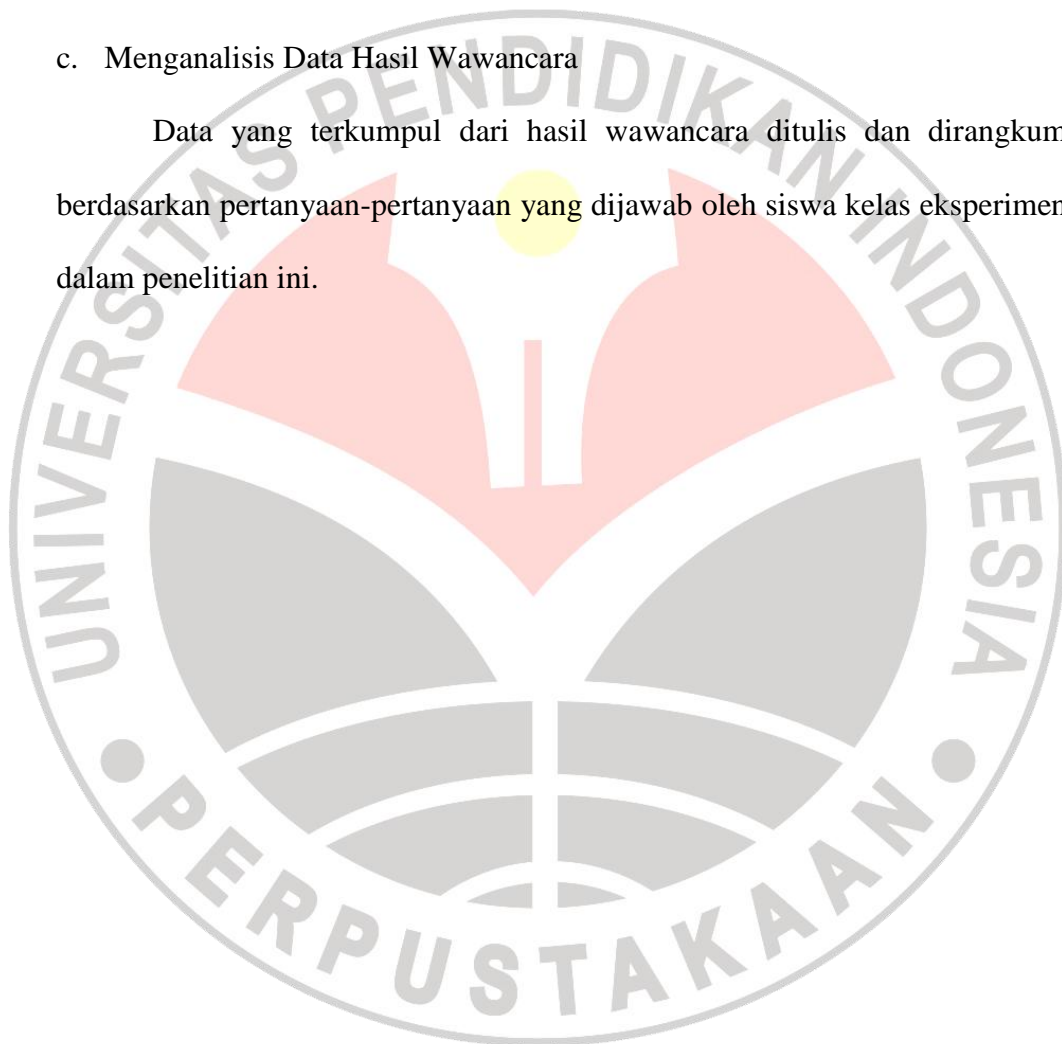 c. Menganalisis Data Hasil Wawancara
Data yang terkumpul dari hasil wawancara ditulis dan dirangkum
berdasarkan pertanyaan-pertanyaan yang dijawab oleh siswa kelas eksperimen
dalam penelitian ini.
UNIVERSITAS PENDIDIKAN INDONESIA
PERPUSTAKAAN